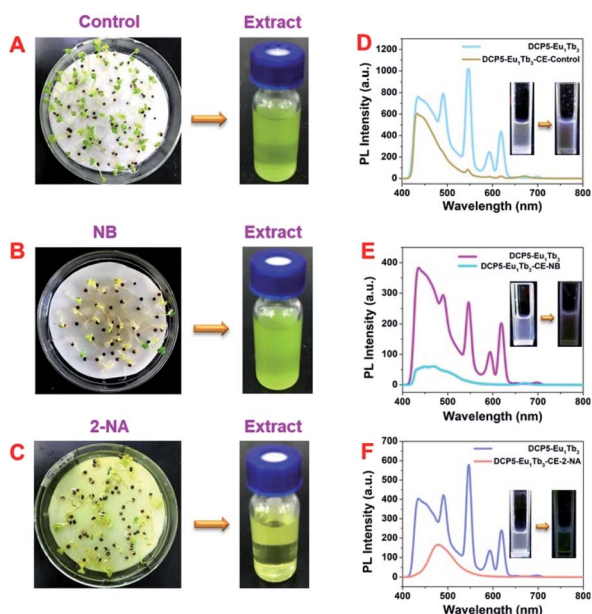 Control
Extract
A
NB
Extract
B
2-NA
Extract
C
D
1200
1000
800
600
400
200
0
PL Intensity (a.u.)
DCP5-Eu₁Tb₃
DCP5-Eu₁Tb₃-CE-Control
400 500 600 700 800
Wavelength (nm)
E
400
300
200
100
0
PL Intensity (a.u.)
DCP5-Eu₁Tb₃
DCP5-Eu₁Tb₃-CE-NB
400 500 600 700 800
Wavelength (nm)
F
700
600
500
400
300
200
100
0
PL Intensity (a.u.)
DCP5-Eu₁Tb₃
DCP5-Eu₁Tb₃-CE-2-NA
400 500 600 700 800
Wavelength (nm)